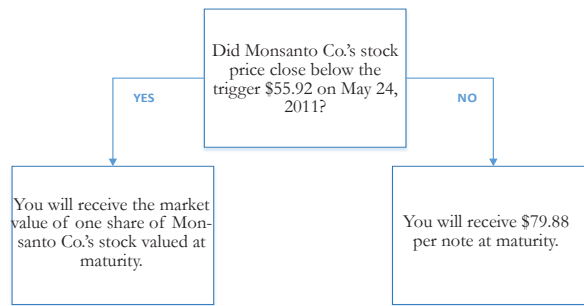 Did Monsanto Co.'s stock
price close below the
trigger $55.92 on May 24,
2011?
YES
NO
You will receive the market
value of one share of Mon-
santo Co.'s stock valued at
maturity.
You will receive $79.88
per note at maturity.